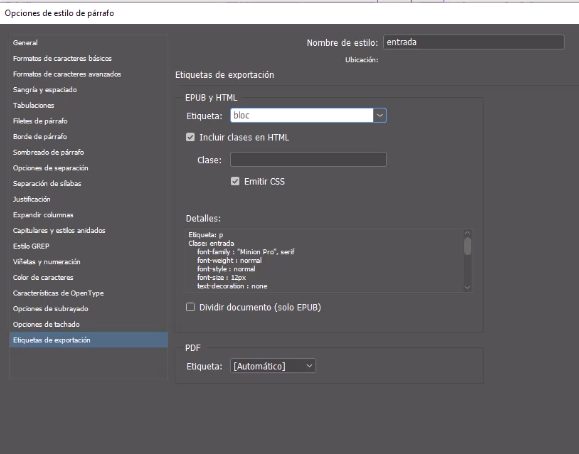 Opciones de estilo de párrafo
General
Formatos de caracteres básicos
Formatos de caracteres avanzados
Sangría y espaciado
Tabulaciones
Filetes de párrafo
Borde de párrafo
Sombreado de párrafo
Opciones de separación
Separación de sílabas
Justificación
Expandir columnas
Capitulares y estilos anidados
Estilo GREP
Viñetas y numeración
Color de caracteres
Características de OpenType
Opciones de subrayado
Opciones de tachado
Etiquetas de exportación
Nombre de estilo: entrada
Ubicación:
Etiquetas de exportación
EPUB y HTML
Etiqueta: bloc
Incluir clases en HTML
Clase:
Emitir CSS
Detalles:
Etiqueta: p
Clase: entrada
font-family : "Minion Pro", serif
font-weight : normal
font-style : normal
font-size : 12px
text-decoration : none
Dividir documento (solo EPUB)
PDF
Etiqueta: [Automático]